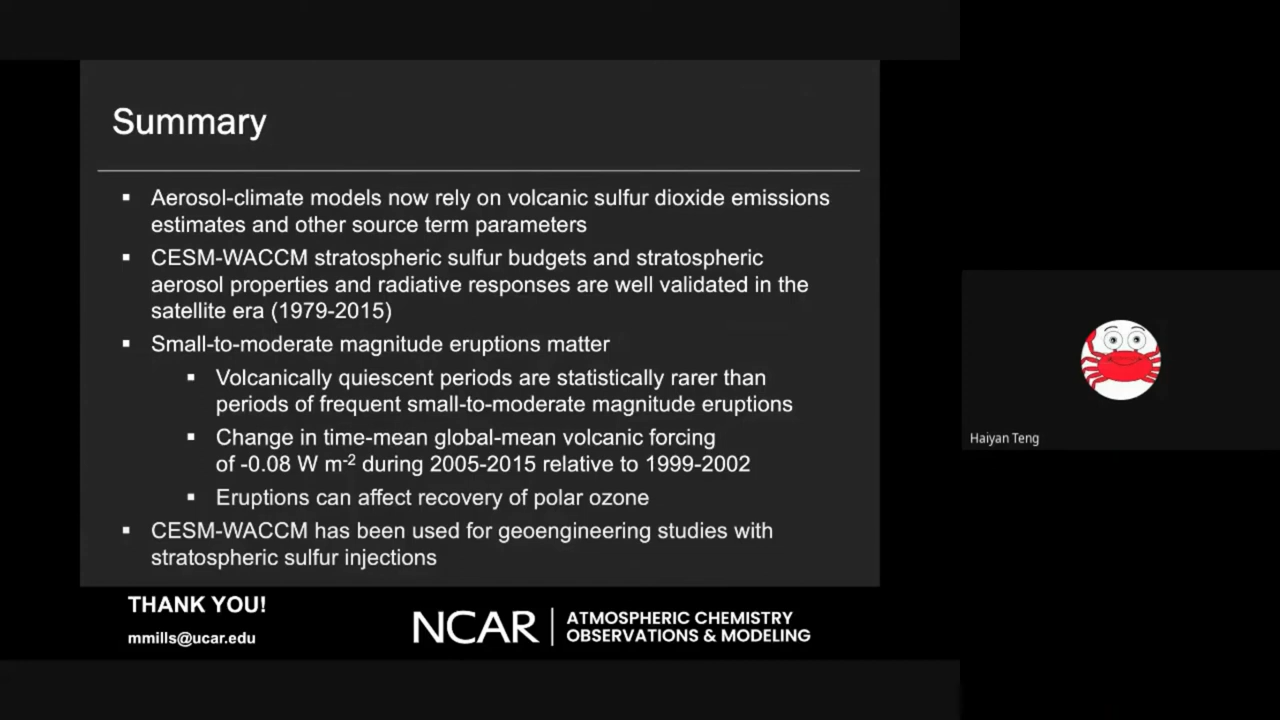 Summary
▪ Aerosol-climate models now rely on volcanic sulfur dioxide emissions
estimates and other source term parameters
▪ CESM-WACCM stratospheric sulfur budgets and stratospheric
aerosol properties and radiative responses are well validated in the
satellite era (1979-2015)
▪ Small-to-moderate magnitude eruptions matter
▪ Volcanically quiescent periods are statistically rarer than
periods of frequent small-to-moderate magnitude eruptions
▪ Change in time-mean global-mean volcanic forcing
of -0.08 W m⁻² during 2005-2015 relative to 1999-2002
▪ Eruptions can affect recovery of polar ozone
▪ CESM-WACCM has been used for geoengineering studies with
stratospheric sulfur injections
THANK YOU!
mmills@ucar.edu
NCAR
ATMOSPHERIC CHEMISTRY
OBSERVATIONS & MODELING
Haiyan Teng